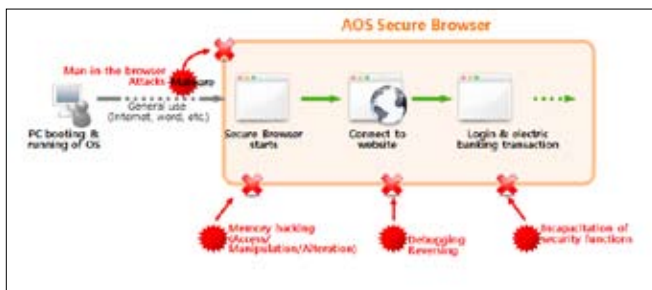 AOS Secure Browser
Man in the browser
Attacks
Malware
General use
(Internet, word, etc.)
PC booting &
running of OS
Secure Browser
starts
Connect to
website
Login & electric
banking transaction
Memory hacking
(Access/
Manipulation/Alteration)
Debugging
Reversing
Incapacitation of
security functions